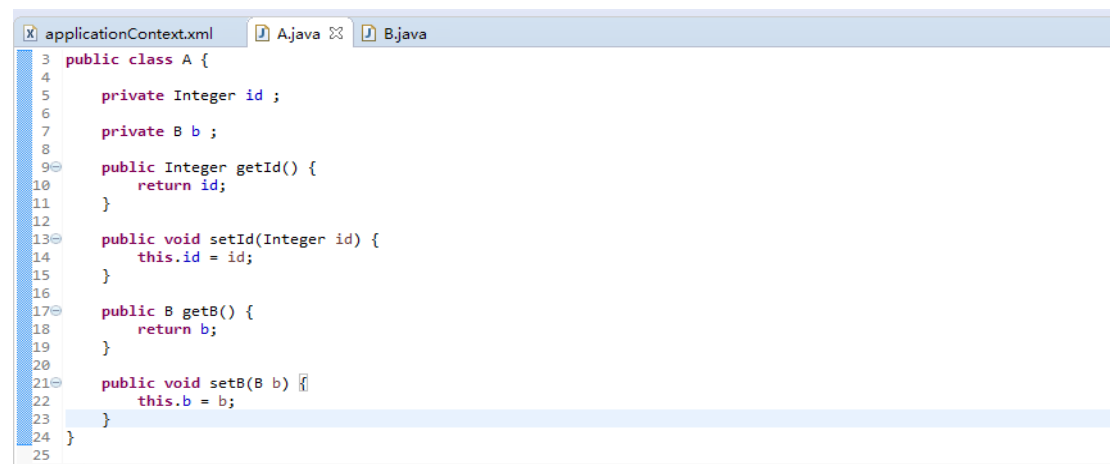 applicationContext.xml A.java B.java
3 public class A {
4
5 private Integer id ;
6
7 private B b ;
8
9 public Integer getId() {
10 return id;
11 }
12
13 public void setId(Integer id) {
14 this.id = id;
15 }
16
17 public B getB() {
18 return b;
19 }
20
21 public void setB(B b) {
22 this.b = b;
23 }
24 }
25